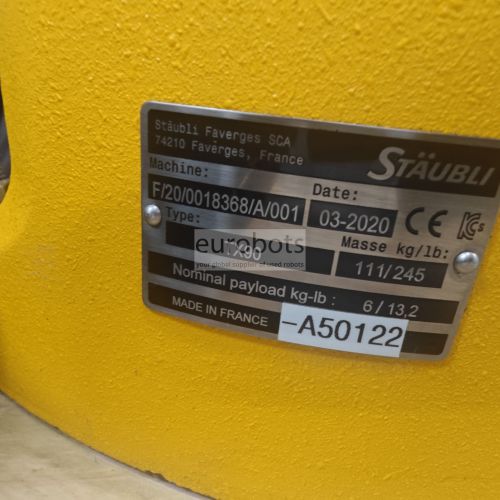 Stäubli Faverges SCA
74210 Faverges, France
STÄUBLI
Machine:
Date:
F/20/0018368/A/001
03-2020
CE
Type:
Masse kg/lb:
X90
111/245
eurobots
your global supplier of used robots
Nominal payload kg-lb :
6 / 13,2
MADE IN FRANCE
-A50122